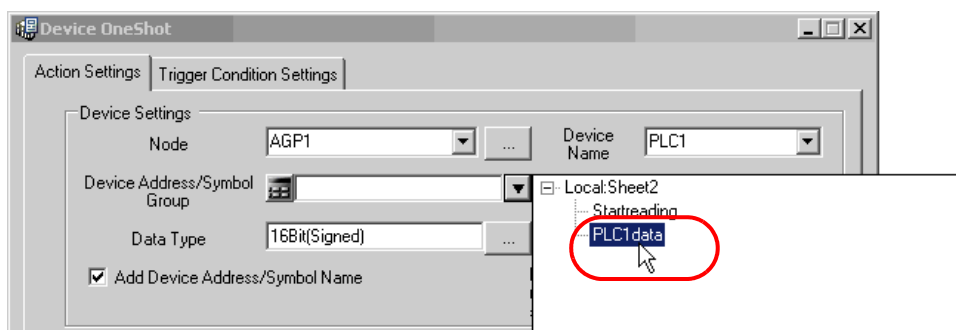 Device OneShot
Action Settings
Trigger Condition Settings
Device Settings
Node
AGP1
...
Device Name
PLC1
Device Address/Symbol Group
Local:Sheet2
Startreading
PLC1data
Data Type
16Bit(Signed)
...
Add Device Address/Symbol Name